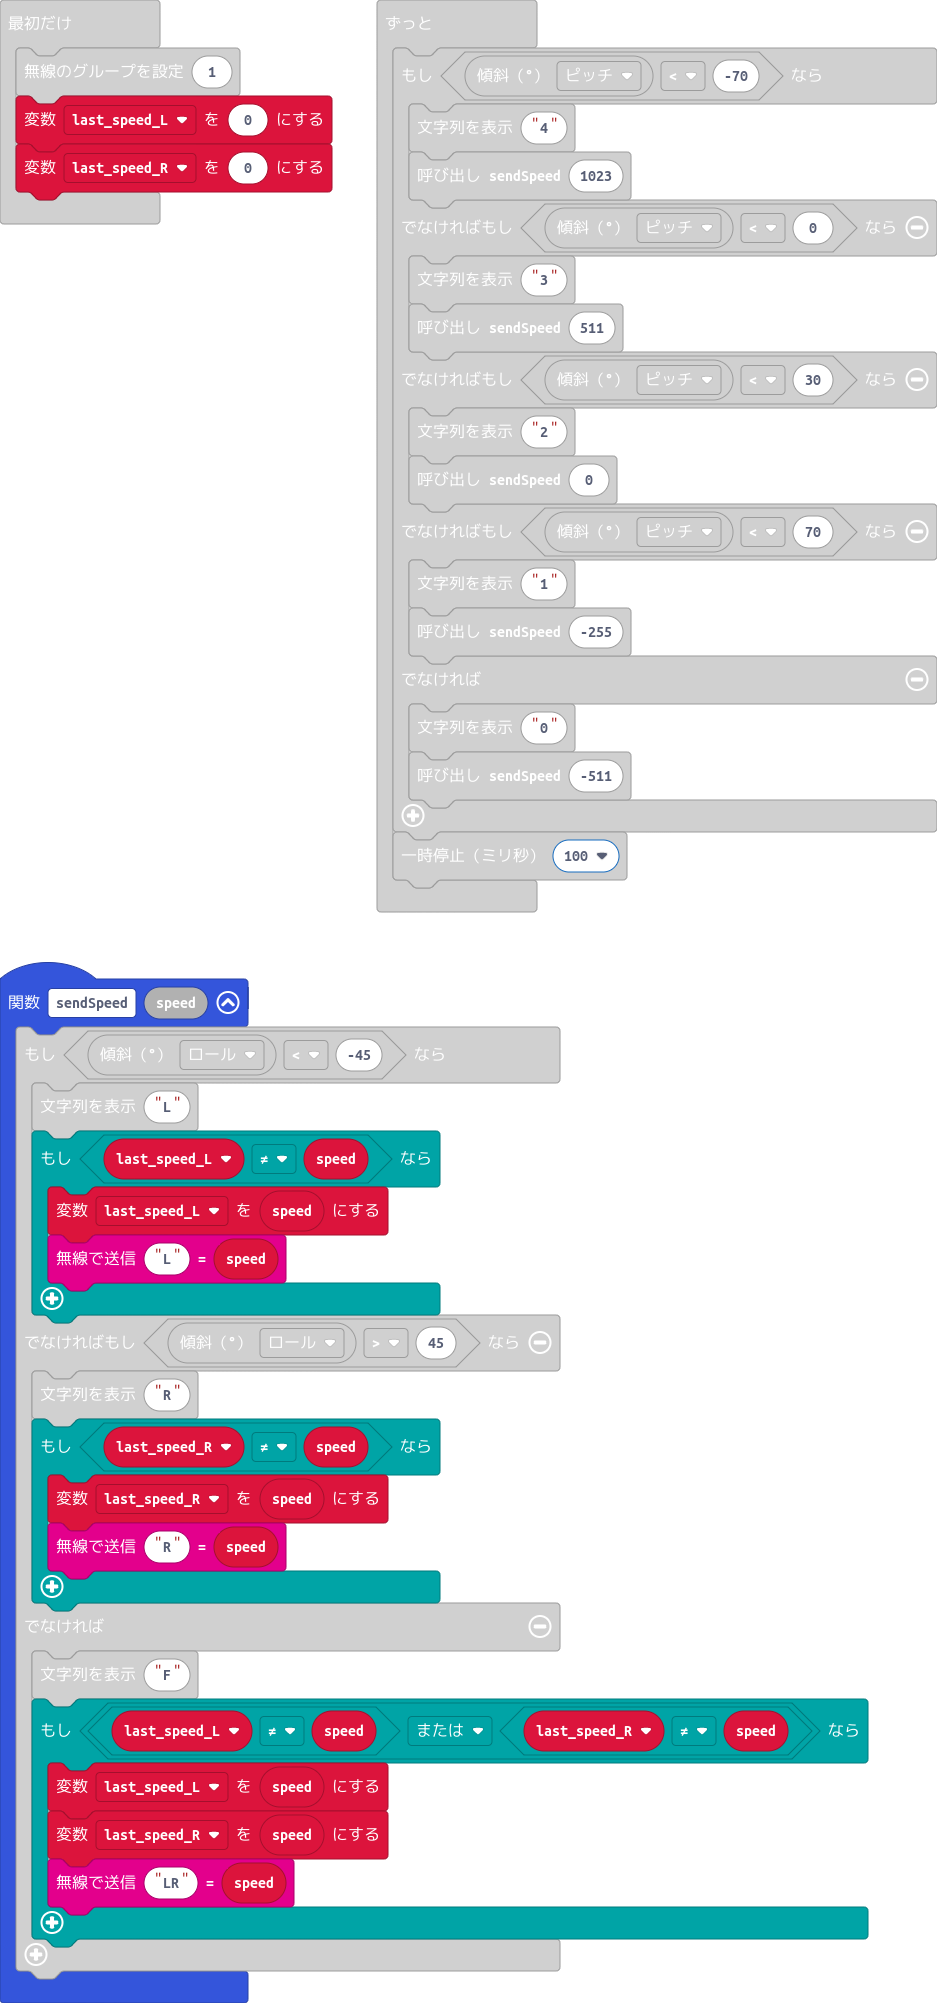 最初だけ
無線のグループを設定 1
変数 last_speed_L を 0 にする
変数 last_speed_R を 0 にする
ずっと
もし 傾斜（°） ピッチ < -70 なら
文字列を表示 "4"
呼び出し sendSpeed 1023
でなければもし 傾斜（°） ピッチ < 0 なら
文字列を表示 "3"
呼び出し sendSpeed 511
でなければもし 傾斜（°） ピッチ < 30 なら
文字列を表示 "2"
呼び出し sendSpeed 0
でなければもし 傾斜（°） ピッチ < 70 なら
文字列を表示 "1"
呼び出し sendSpeed -255
でなければ
文字列を表示 "0"
呼び出し sendSpeed -511
一時停止（ミリ秒） 100
関数 sendSpeed speed
もし 傾斜（°） ロール < -45 なら
文字列を表示 "L"
もし last_speed_L ≠ speed なら
変数 last_speed_L を speed にする
無線で送信 "L" = speed
でなければもし 傾斜（°） ロール > 45 なら
文字列を表示 "R"
もし last_speed_R ≠ speed なら
変数 last_speed_R を speed にする
無線で送信 "R" = speed
でなければ
文字列を表示 "F"
もし last_speed_L ≠ speed または last_speed_R ≠ speed なら
変数 last_speed_L を speed にする
変数 last_speed_R を speed にする
無線で送信 "LR" = speed